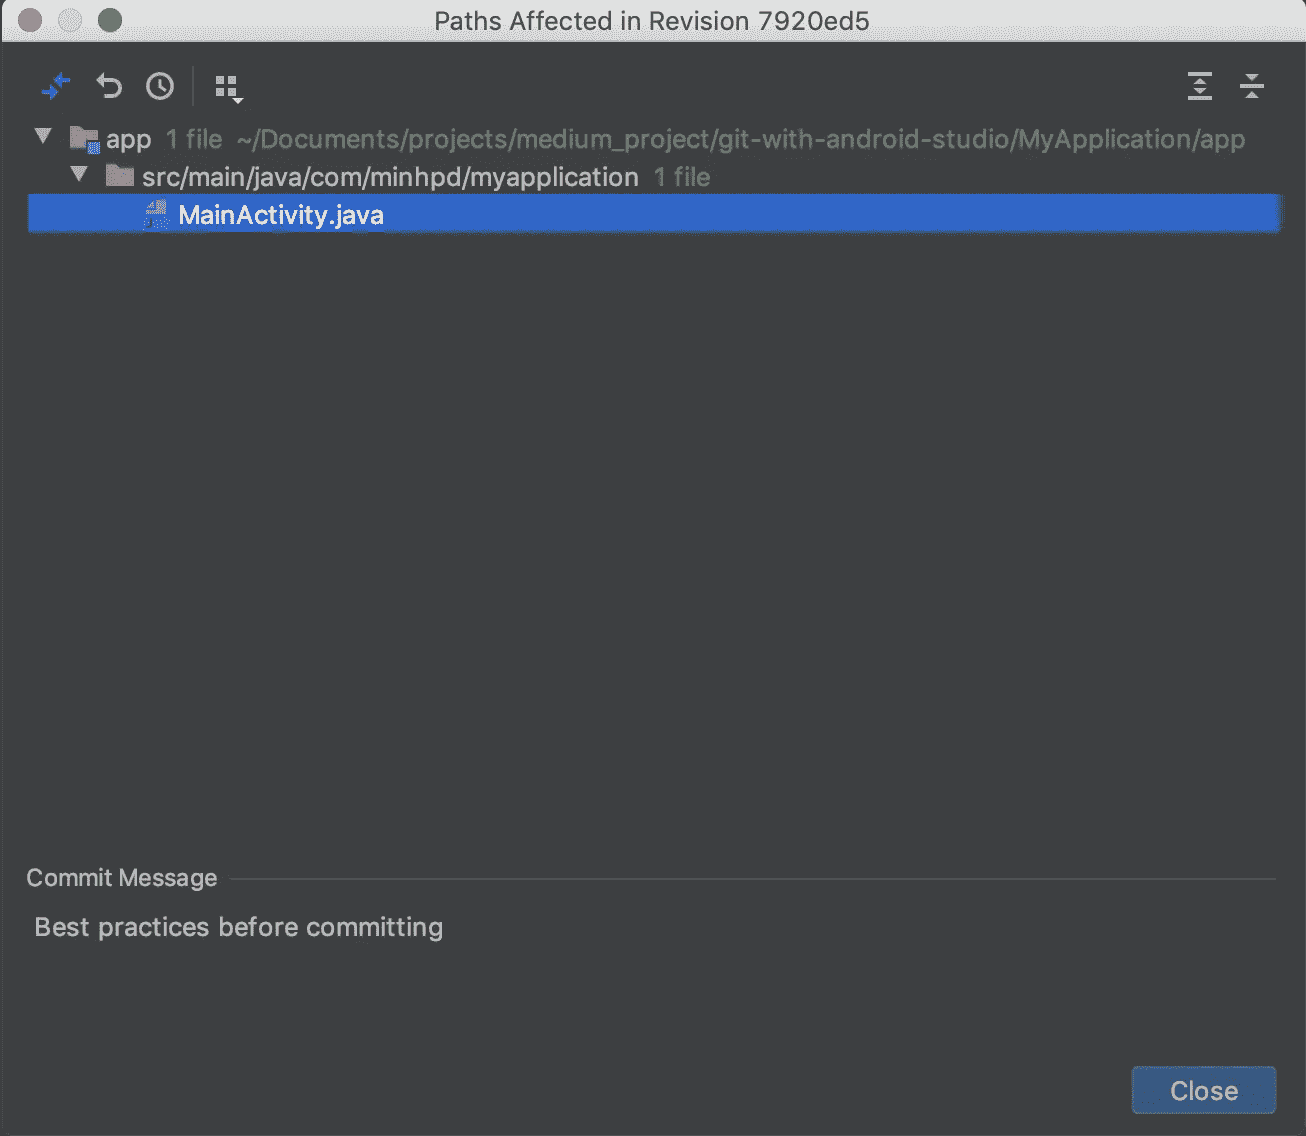 Paths Affected in Revision 7920ed5
app 1 file ~/Documents/projects/medium_project/git-with-android-studio/MyApplication/app
src/main/java/com/minhpd/myapplication 1 file
MainActivity.java
Commit Message
Best practices before committing
Close